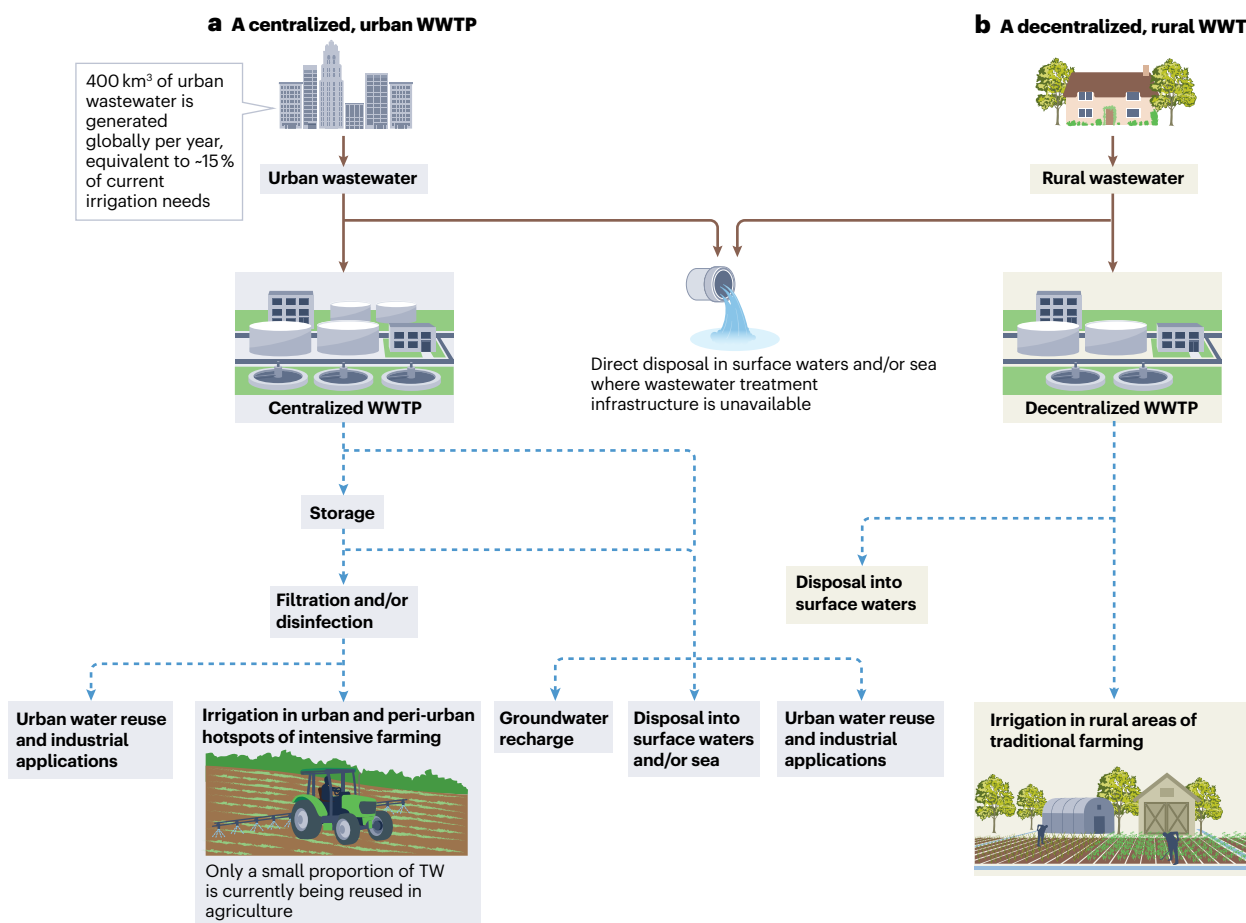 a A centralized, urban WWTP
400 km³ of urban
wastewater is
generated
globally per year,
equivalent to ~15%
of current
irrigation needs
Urban wastewater
b A decentralized, rural WWT
Rural wastewater
Direct disposal in surface waters and/or sea
where wastewater treatment
infrastructure is unavailable
Centralized WWTP
Decentralized WWTP
Storage
Filtration and/or
disinfection
Disposal into
surface waters
Urban water reuse
and industrial
applications
Irrigation in urban and peri-urban
hotspots of intensive farming
Only a small proportion of TW
is currently being reused in
agriculture
Groundwater
recharge
Disposal into
surface waters
and/or sea
Urban water reuse
and industrial
applications
Irrigation in rural areas of
traditional farming